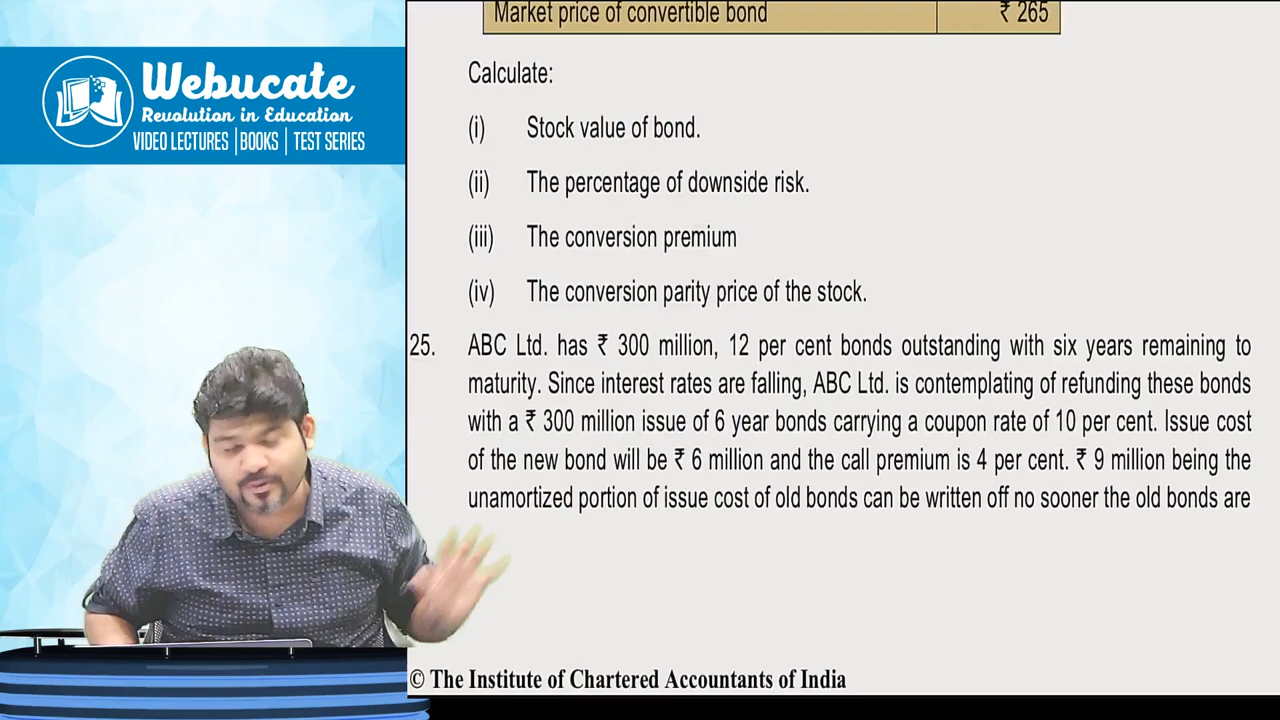 Market price of convertible bond ₹ 265
Webucate
Revolution in Education
VIDEO LECTURES | BOOKS | TEST SERIES
Calculate:
(i) Stock value of bond.
(ii) The percentage of downside risk.
(iii) The conversion premium
(iv) The conversion parity price of the stock.
25. ABC Ltd. has ₹ 300 million, 12 per cent bonds outstanding with six years remaining to
maturity. Since interest rates are falling, ABC Ltd. is contemplating of refunding these bonds
with a ₹ 300 million issue of 6 year bonds carrying a coupon rate of 10 per cent. Issue cost
of the new bond will be ₹ 6 million and the call premium is 4 per cent. ₹ 9 million being the
unamortized portion of issue cost of old bonds can be written off no sooner the old bonds are
© The Institute of Chartered Accountants of India